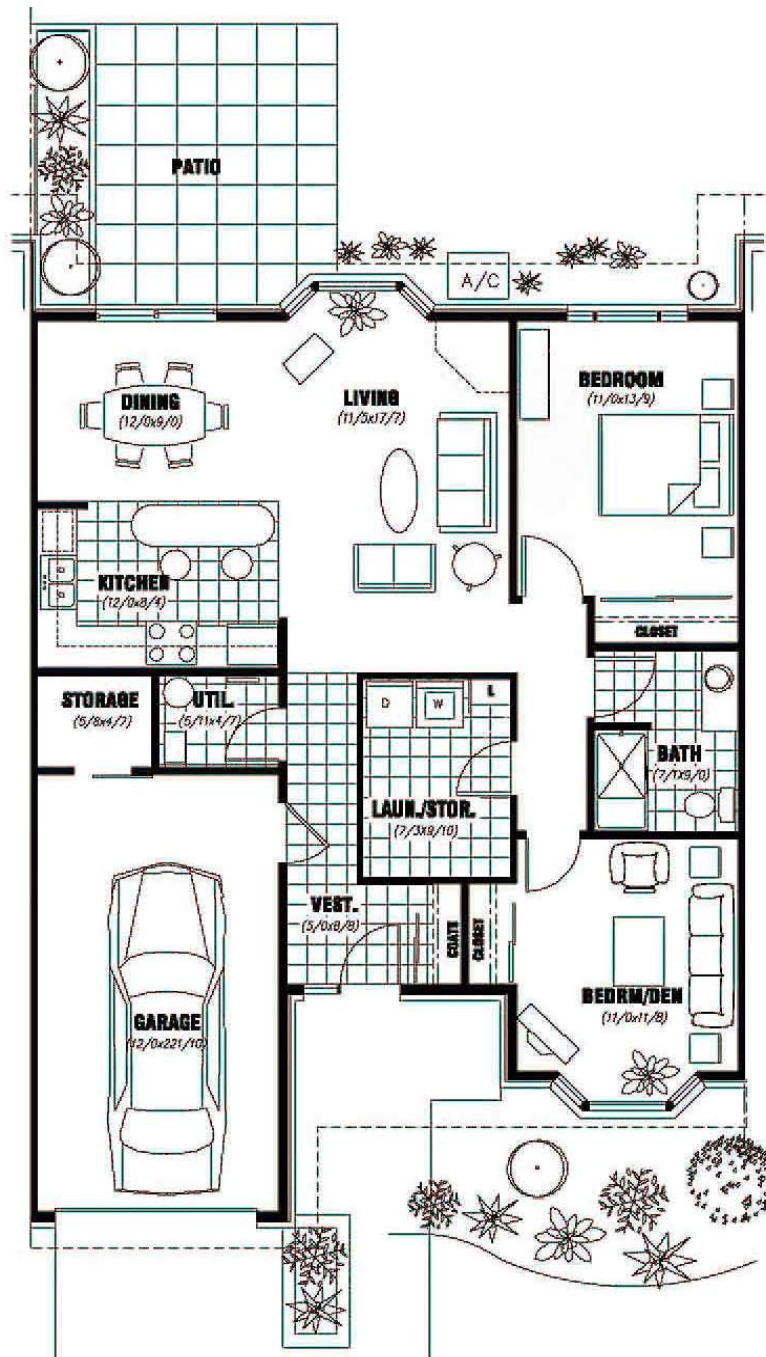 PATIO
A/C
DINING
(12/0x9/0)
LIVING
(11/5x17/7)
BEDROOM
(11/0x13/9)
KITCHEN
(12/0x8/4)
CLOSET
STORAGE
(5/8x4/7)
UTIL.
(5/11x4/7)
D
W
L
BATH
(7/1x9/0)
LAUN./STOR.
(7/3x9/10)
VEST.
(5/0x8/8)
COATS
CLOSET
BEDRM/DEN
(11/0x11/8)
GARAGE
(12/0x221/10)